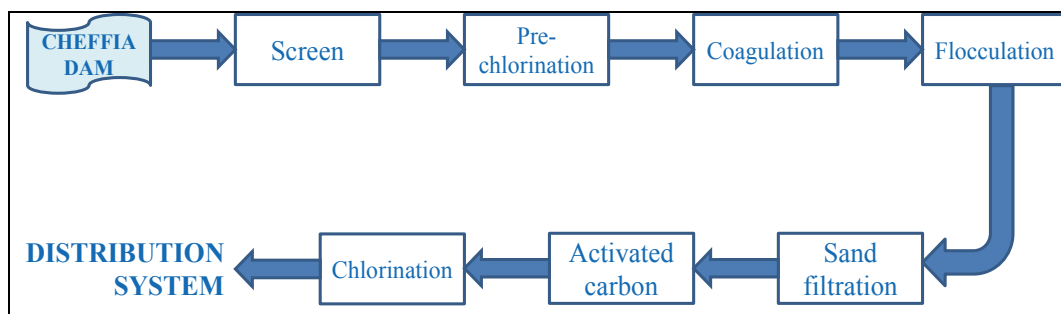 CHEFFIA
DAM
Screen
Pre-
chlorination
Coagulation
Flocculation
Sand
filtration
Activated
carbon
Chlorination
DISTRIBUTION
SYSTEM